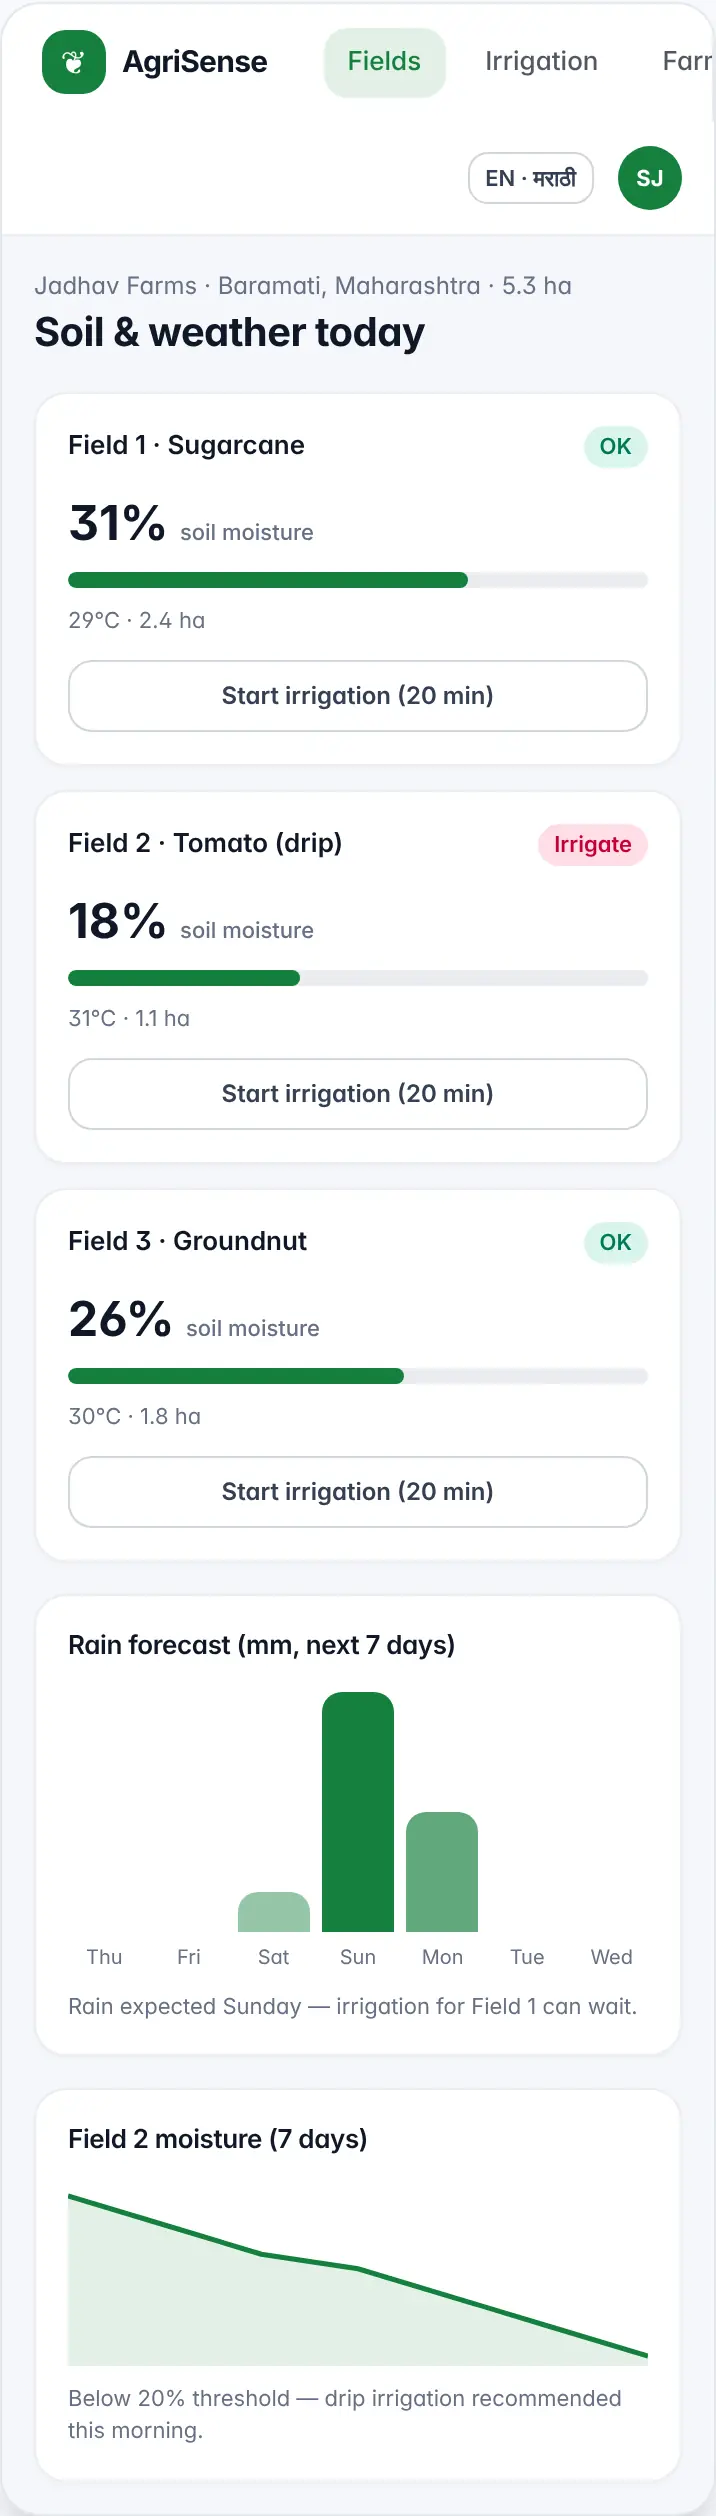 AgriSense
Fields
Irrigation
Farr
EN · मराठी
SJ
Jadhav Farms · Baramati, Maharashtra · 5.3 ha
Soil & weather today
Field 1 · Sugarcane
OK
31% soil moisture
29°C · 2.4 ha
Start irrigation (20 min)
Field 2 · Tomato (drip)
Irrigate
18% soil moisture
31°C · 1.1 ha
Start irrigation (20 min)
Field 3 · Groundnut
OK
26% soil moisture
30°C · 1.8 ha
Start irrigation (20 min)
Rain forecast (mm, next 7 days)
Thu Fri Sat Sun Mon Tue Wed
Rain expected Sunday — irrigation for Field 1 can wait.
Field 2 moisture (7 days)
Below 20% threshold — drip irrigation recommended
this morning.